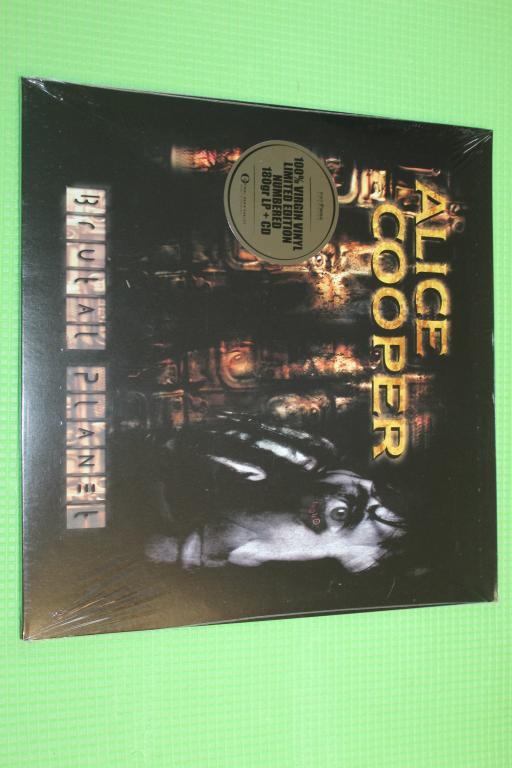 ALICE
COOPER
100% VIRGIN VINYL
LIMITED EDITION
NUMBERED
180gr LP + CD
BRUTAL PLANET